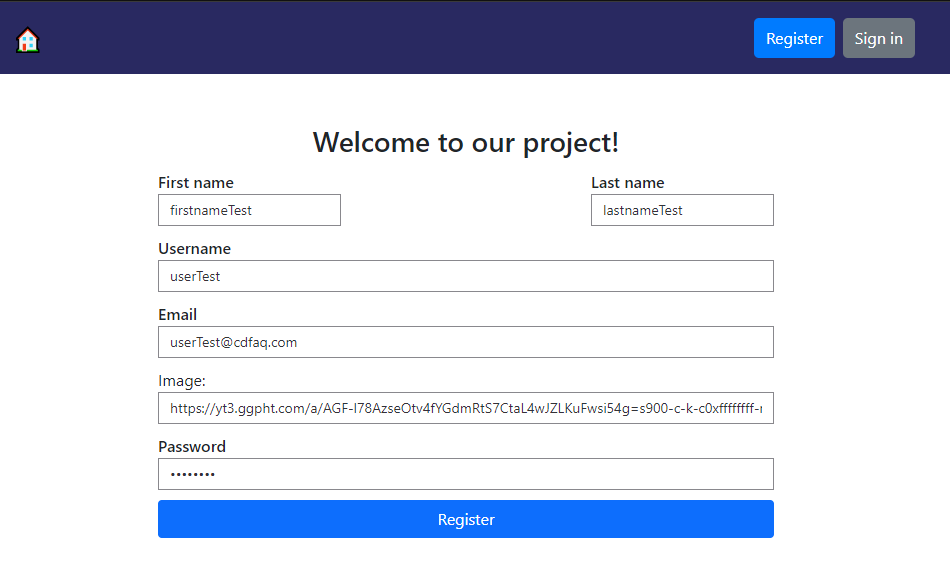 Register Sign in
Welcome to our project!
First name Last name
firstnameTest lastnameTest
Username
userTest
Email
userTest@cdfaq.com
Image:
https://yt3.ggpht.com/a/AGF-l78AzseOtv4fYGdmRtS7CtaL4wJZLKuFwsi54g=s900-c-k-c0xffffffff-r
Password
••••••••
Register